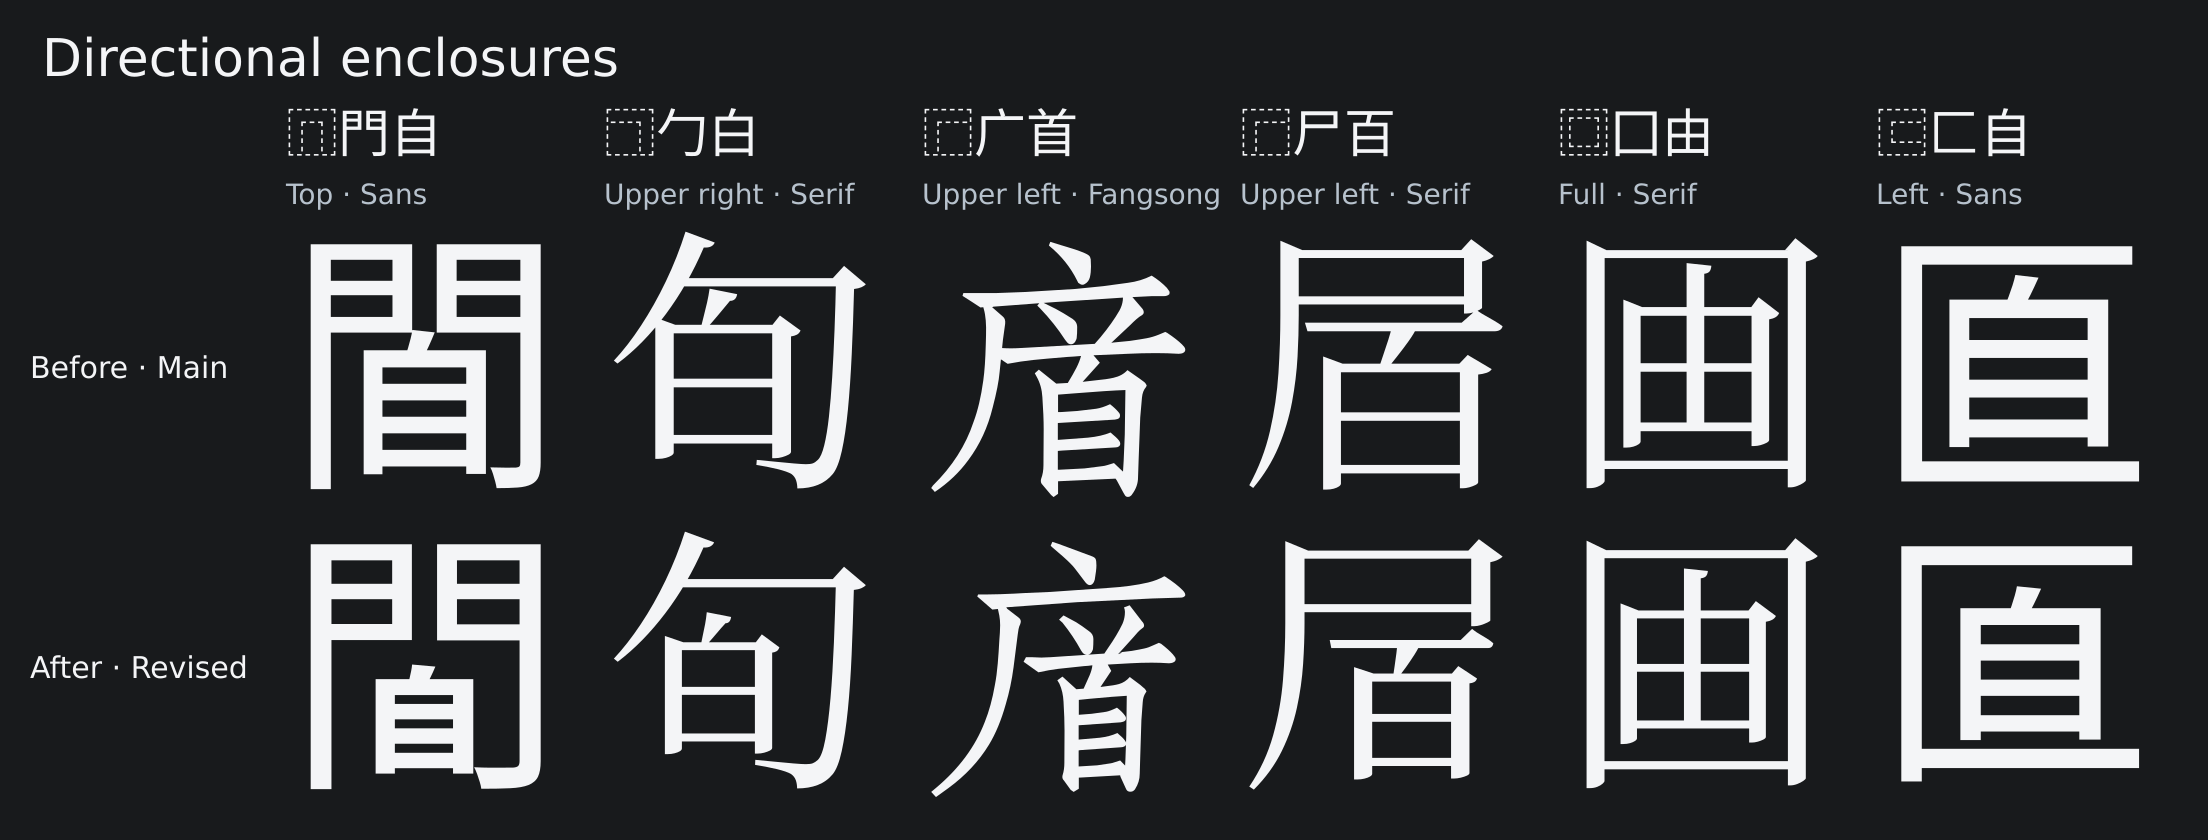 Directional enclosures
⿵門自 ⿹勹白 ⿸广首 ⿸尸百 ⿴囗由 ⿷匚自
Top · Sans Upper right · Serif Upper left · Fangsong Upper left · Serif Full · Serif Left · Sans
Before · Main
After · Revised